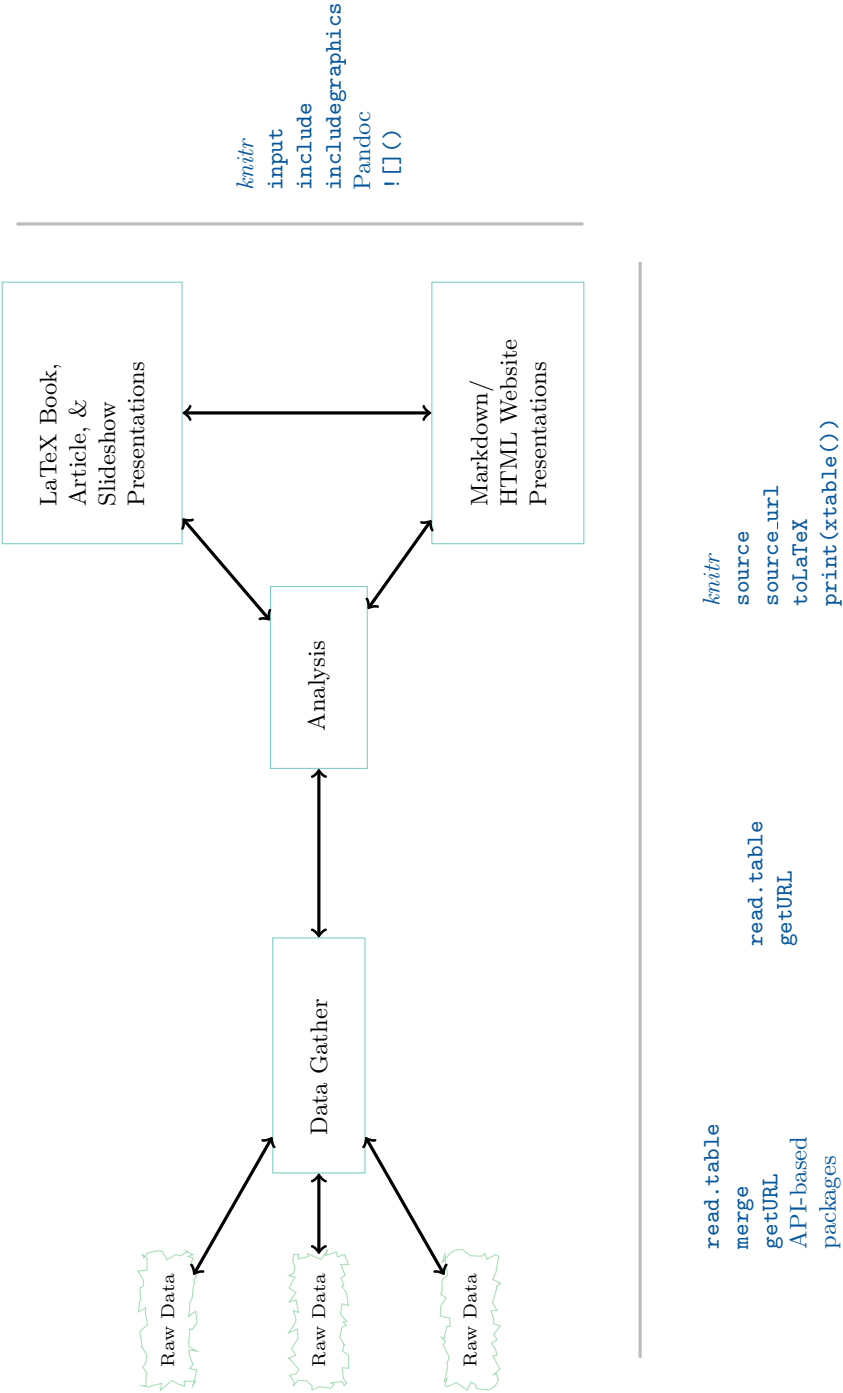 Raw Data
Raw Data
Raw Data
Data Gather
Analysis
LaTeX Book,
Article, &
Slideshow
Presentations
Markdown/
HTML Website
Presentations
read.table
merge
getURL
API-based
packages
read.table
getURL
knitr
source
source_url
toLaTeX
print(xtable())
knitr
input
include
includegraphics
Pandoc
![]()